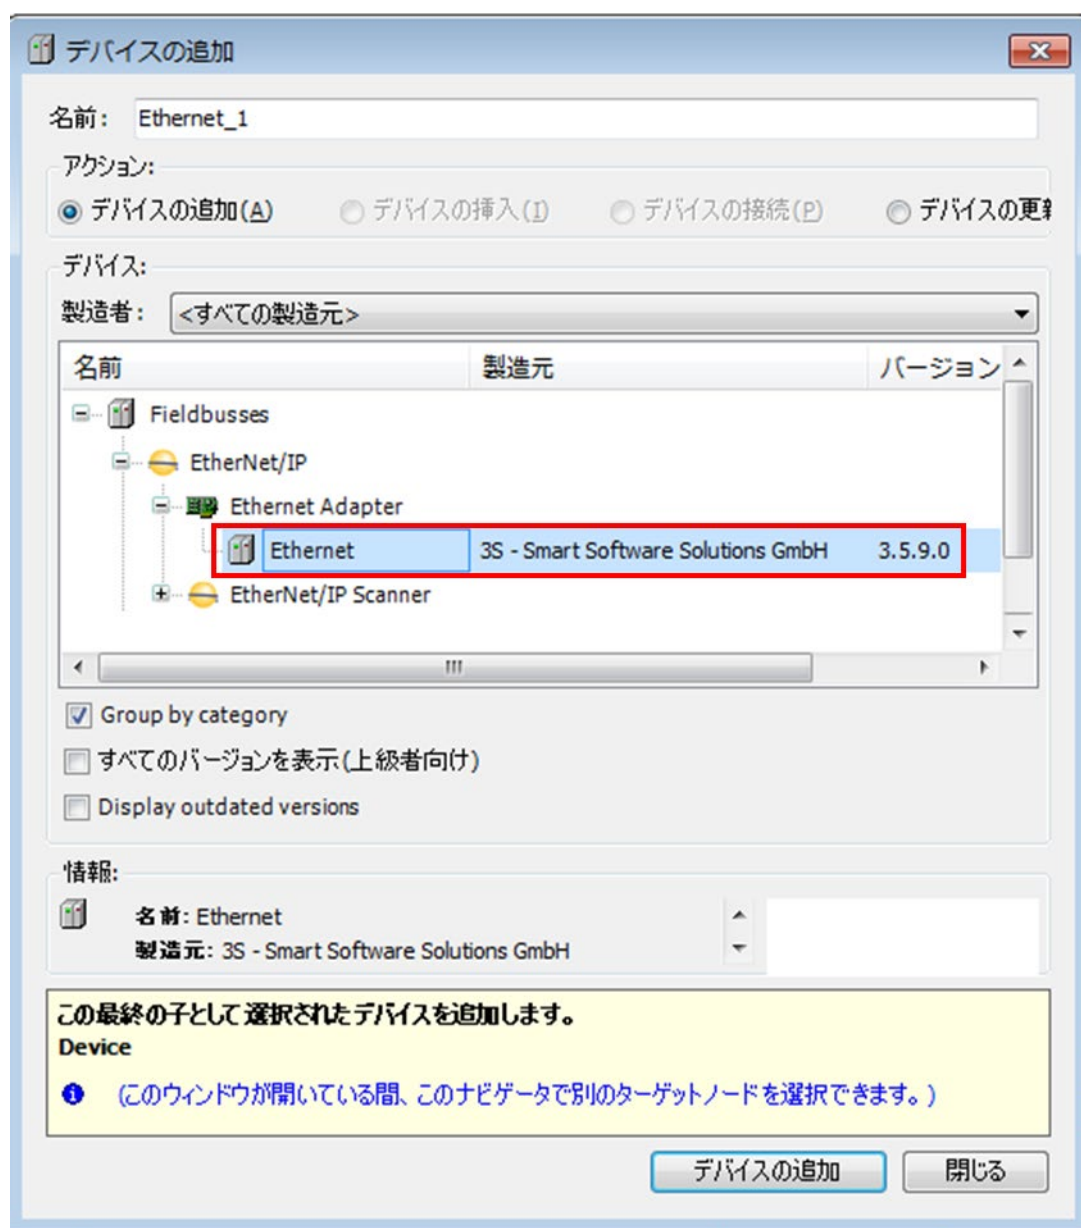 デバイスの追加
名前: Ethernet_1
アクション:
デバイスの追加(A) デバイスの挿入(I) デバイスの接続(P) デバイスの更
デバイス:
製造者: <すべての製造元>
名前 製造元 バージョン
Fieldbusses
EtherNet/IP
Ethernet Adapter
Ethernet 3S - Smart Software Solutions GmbH 3.5.9.0
EtherNet/IP Scanner
Group by category
すべてのバージョンを表示(上級者向け)
Display outdated versions
情報:
名前: Ethernet
製造元: 3S - Smart Software Solutions GmbH
この最終の子として選択されたデバイスを追加します。
Device
(このウィンドウが開いている間、このナビゲータで別のターゲットノードを選択できます。)
デバイスの追加 閉じる